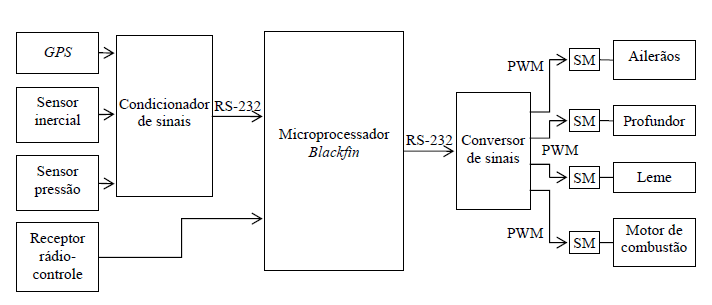 GPS
Sensor
inercial
Sensor
pressão
Receptor
rádio-
controle
Condicionador
de sinais
RS-232
Microprocessador
Blackfin
RS-232
Conversor
de sinais
PWM
PWM
PWM
SM
SM
SM
SM
Ailerãos
Profundor
Leme
Motor de
combustão